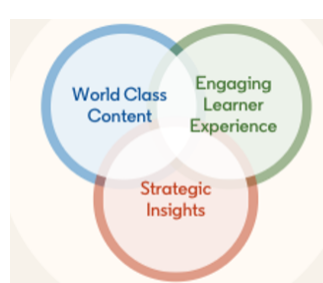 World Class
Content
Engaging
Learner
Experience
Strategic
Insights